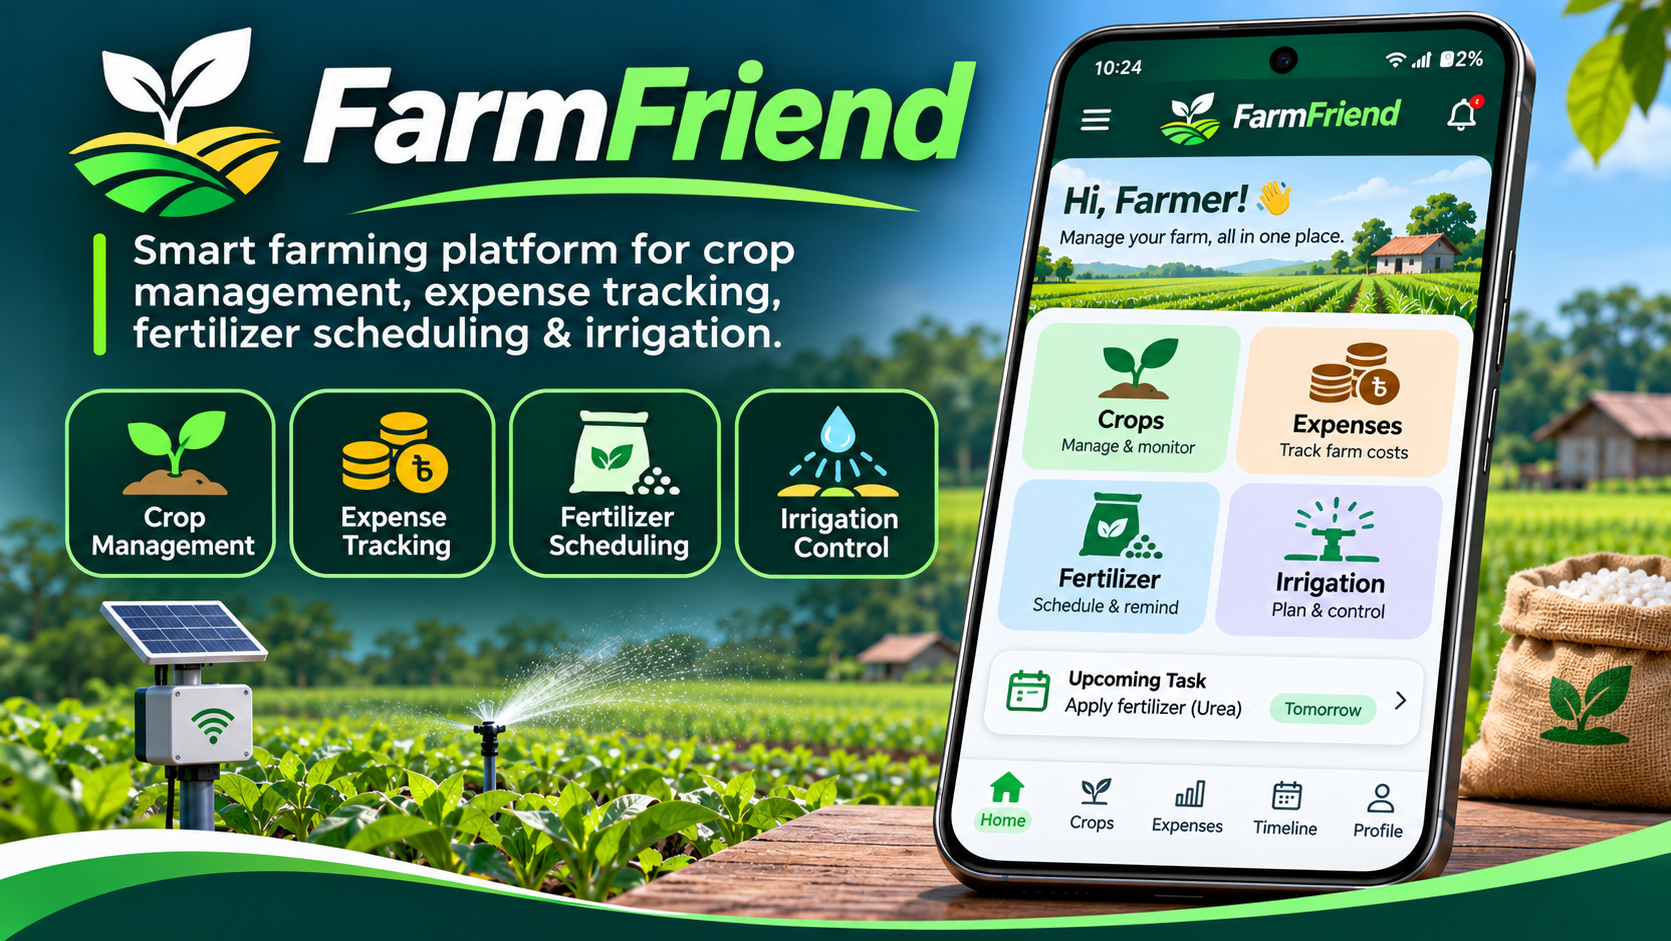 FarmFriend
Smart farming platform for crop
management, expense tracking,
fertilizer scheduling & irrigation.
Crop
Management
৳
Expense
Tracking
Fertilizer
Scheduling
Irrigation
Control
10:24
2%
FarmFriend
Hi, Farmer! 👋
Manage your farm, all in one place.
Crops
Manage & monitor
৳
Expenses
Track farm costs
Fertilizer
Schedule & remind
Irrigation
Plan & control
Upcoming Task
Apply fertilizer (Urea)
Tomorrow
Home
Crops
Expenses
Timeline
Profile